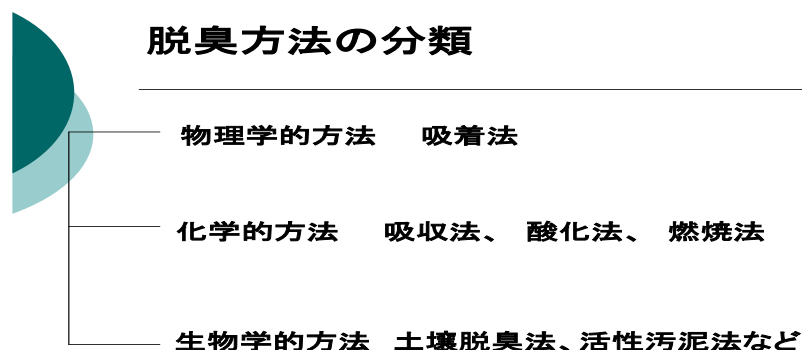 脱臭方法の分類
物理学的方法　吸着法
化学的方法　吸収法、 酸化法、 燃焼法
生物学的方法　土壌脱臭法、活性汚泥法など